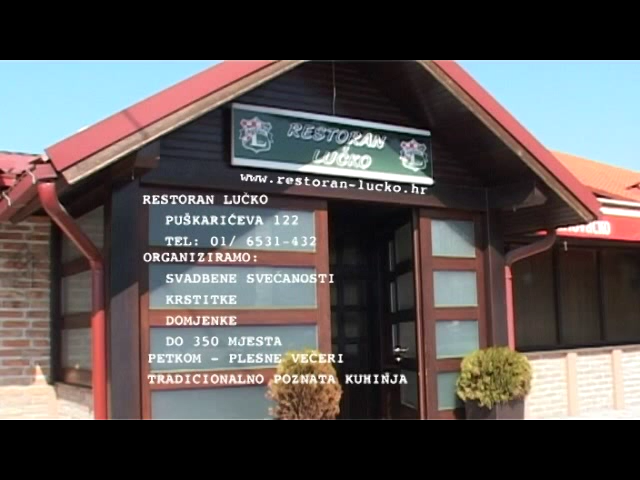 RESTORAN
LUČKO
www.restoran-lucko.hr
RESTORAN LUČKO
PUŠKARIĆEVA 122
TEL: 01/ 6531-432
ORGANIZIRAMO:
SVADBENE SVEČANOSTI
KRSTITKE
DOMJENKE
DO 350 MJESTA
PETKOM - PLESNE VEČERI
TRADICIONALNO POZNATA KUHINJA